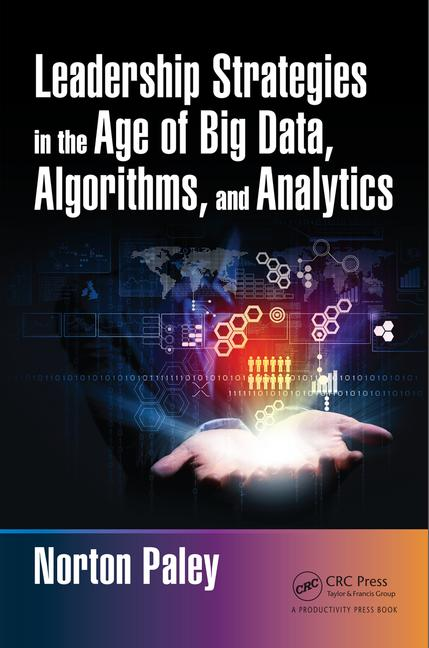 Leadership Strategies
in the Age of Big Data,
Algorithms, and Analytics
Norton Paley
CRC
CRC Press
Taylor & Francis Group
A PRODUCTIVITY PRESS BOOK